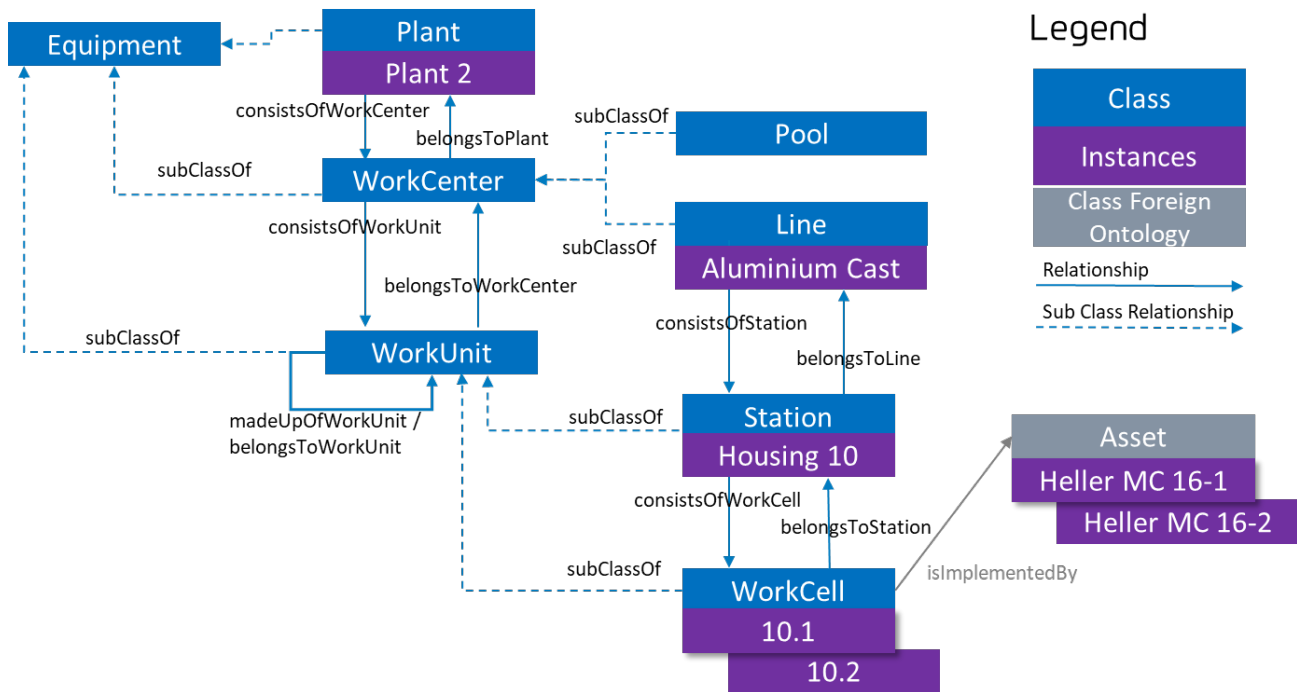 Equipment
Plant
Plant 2
consistsOfWorkCenter
belongsToPlant
subClassOf
WorkCenter
subClassOf
Pool
consistsOfWorkUnit
belongsToWorkCenter
subClassOf
Line
Aluminium Cast
consistsOfStation
belongsToLine
subClassOf
WorkUnit
madeUpOfWorkUnit /
belongsToWorkUnit
subClassOf
Station
Housing 10
consistsOfWorkCell
belongsToStation
subClassOf
WorkCell
10.1
10.2
isImplementedBy
Asset
Heller MC 16-1
Heller MC 16-2
Legend
Class
Instances
Class Foreign
Ontology
Relationship
Sub Class Relationship